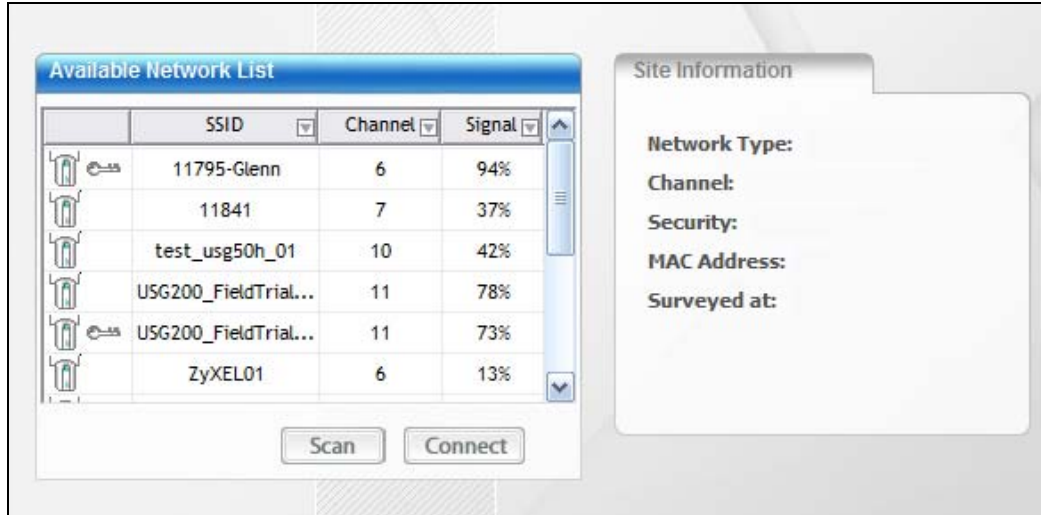 Available Network List
SSID Channel Signal
11795-Glenn 6 94%
11841 7 37%
test_usg50h_01 10 42%
USG200_FieldTrial... 11 78%
USG200_FieldTrial... 11 73%
ZyXEL01 6 13%
Scan Connect
Site Information
Network Type:
Channel:
Security:
MAC Address:
Surveyed at: